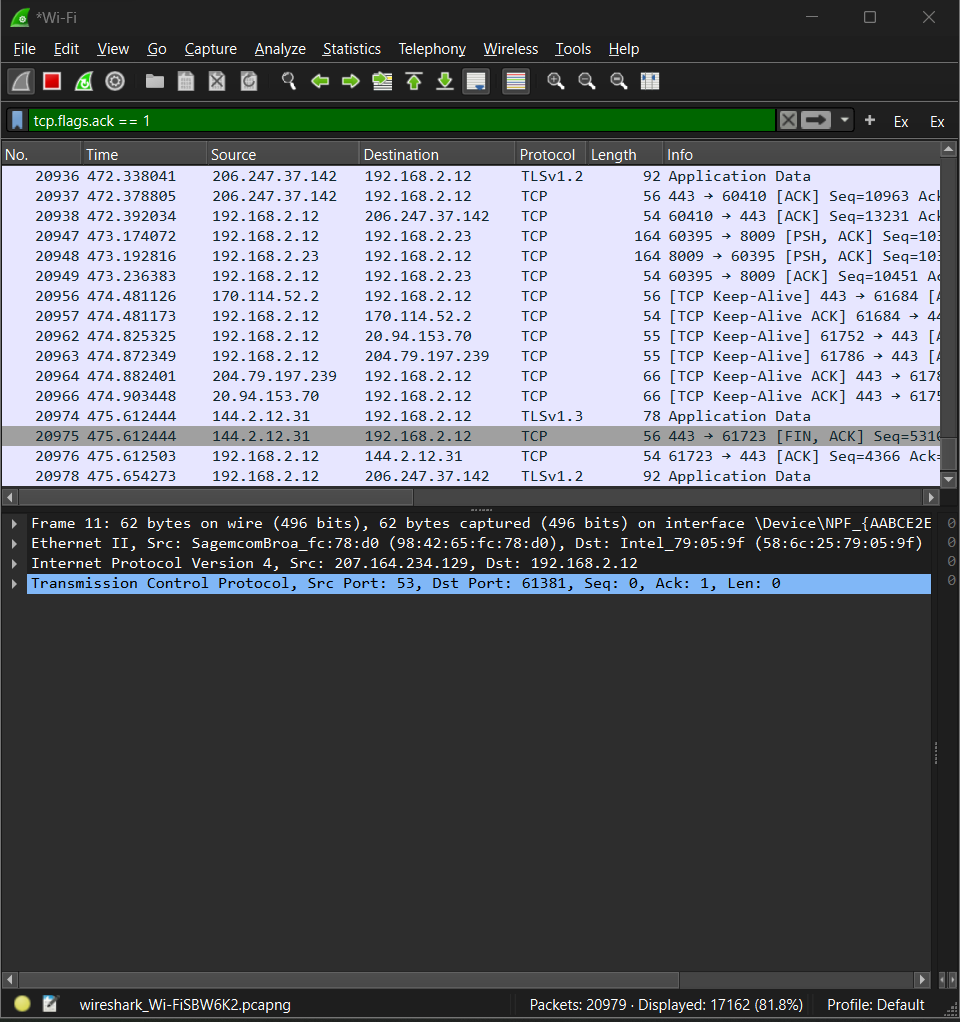 *Wi-Fi
File Edit View Go Capture Analyze Statistics Telephony Wireless Tools Help
tcp.flags.ack == 1 + Ex Ex
No. Time Source Destination Protocol Length Info
20936 472.338041 206.247.37.142 192.168.2.12 TLSv1.2 92 Application Data
20937 472.378805 206.247.37.142 192.168.2.12 TCP 56 443 → 60410 [ACK] Seq=10963 Ack
20938 472.392034 192.168.2.12 206.247.37.142 TCP 54 60410 → 443 [ACK] Seq=13231 Ack
20947 473.174072 192.168.2.12 192.168.2.23 TCP 164 60395 → 8009 [PSH, ACK] Seq=103
20948 473.192816 192.168.2.23 192.168.2.12 TCP 164 8009 → 60395 [PSH, ACK] Seq=103
20949 473.236383 192.168.2.12 192.168.2.23 TCP 54 60395 → 8009 [ACK] Seq=10451 Ac
20956 474.481126 170.114.52.2 192.168.2.12 TCP 56 [TCP Keep-Alive] 443 → 61684 [A
20957 474.481173 192.168.2.12 170.114.52.2 TCP 54 [TCP Keep-Alive ACK] 61684 → 44
20962 474.825325 192.168.2.12 20.94.153.70 TCP 55 [TCP Keep-Alive] 61752 → 443 [A
20963 474.872349 192.168.2.12 204.79.197.239 TCP 55 [TCP Keep-Alive] 61786 → 443 [A
20964 474.882401 204.79.197.239 192.168.2.12 TCP 66 [TCP Keep-Alive ACK] 443 → 6178
20966 474.903448 20.94.153.70 192.168.2.12 TCP 66 [TCP Keep-Alive ACK] 443 → 6175
20974 475.612444 144.2.12.31 192.168.2.12 TLSv1.3 78 Application Data
20975 475.612444 144.2.12.31 192.168.2.12 TCP 56 443 → 61723 [FIN, ACK] Seq=5310
20976 475.612503 192.168.2.12 144.2.12.31 TCP 54 61723 → 443 [ACK] Seq=4366 Ack=
20978 475.654273 192.168.2.12 206.247.37.142 TLSv1.2 92 Application Data
Frame 11: 62 bytes on wire (496 bits), 62 bytes captured (496 bits) on interface \Device\NPF_{AABCE2E 0
Ethernet II, Src: SagemcomBroa_fc:78:d0 (98:42:65:fc:78:d0), Dst: Intel_79:05:9f (58:6c:25:79:05:9f) 0
Internet Protocol Version 4, Src: 207.164.234.129, Dst: 192.168.2.12 0
Transmission Control Protocol, Src Port: 53, Dst Port: 61381, Seq: 0, Ack: 1, Len: 0 0
wireshark_Wi-FiSBW6K2.pcapng Packets: 20979 · Displayed: 17162 (81.8%) Profile: Default